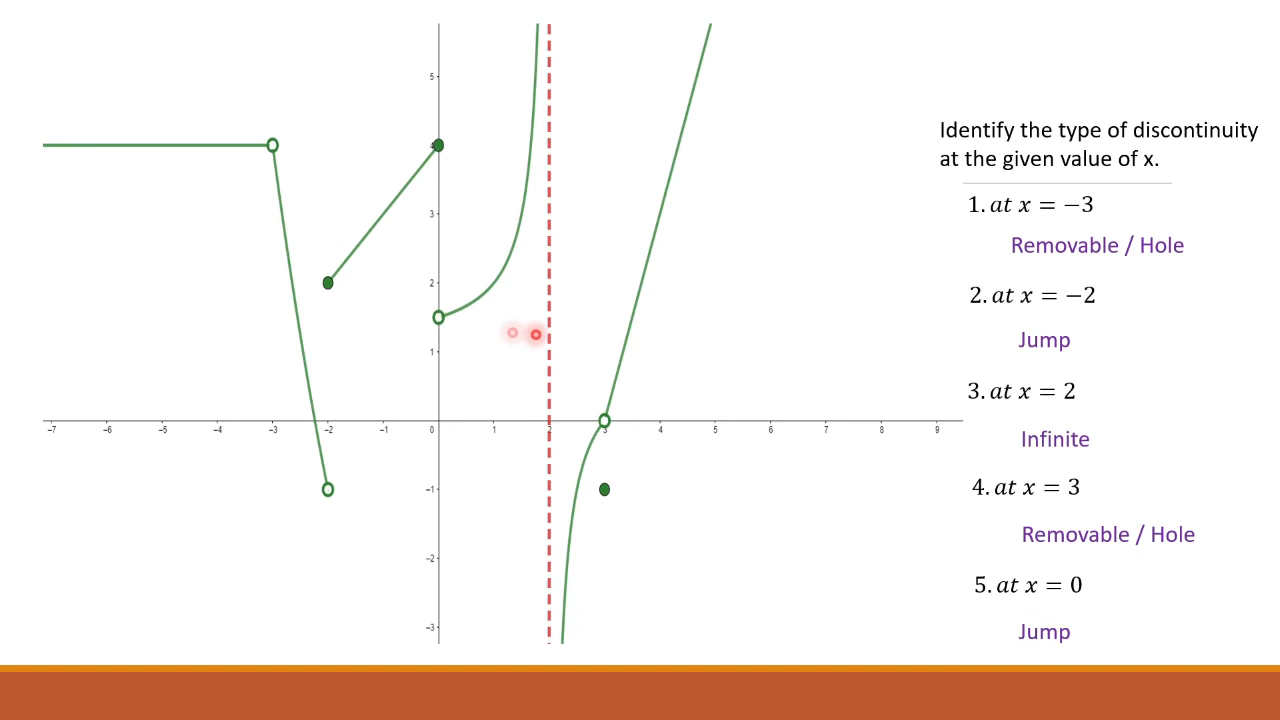 Identify the type of discontinuity
at the given value of x.
1. at x = −3
Removable / Hole
2. at x = −2
Jump
3. at x = 2
Infinite
4. at x = 3
Removable / Hole
5. at x = 0
Jump
5
4
3
2
1
−7 −6 −5 −4 −3 −2 −1 0 1 2 3 4 5 6 7 8 9
−1
−2
−3